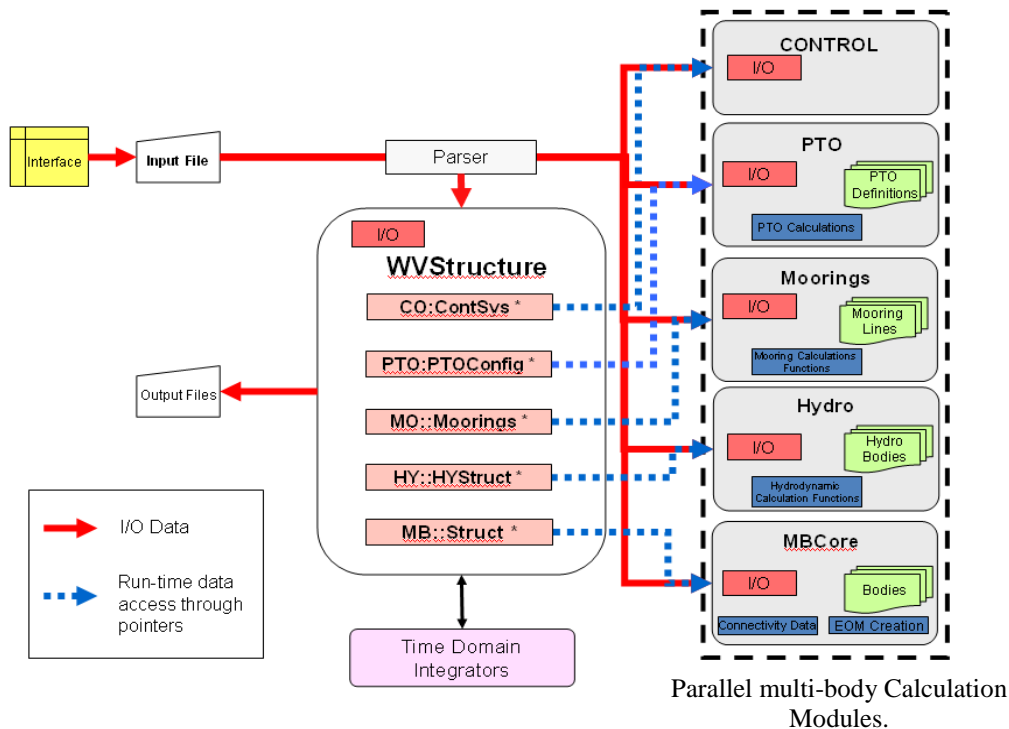 Interface
Input File
Parser
I/O
WVStructure
CO:ContSys *
PTO:PTOConfig *
MO::Moorings *
HY::HYStruct *
MB::Struct *
Output Files
Time Domain
Integrators
I/O Data
Run-time data
access through
pointers
CONTROL
I/O
PTO
I/O
PTO
Definitions
PTO Calculations
Moorings
I/O
Mooring
Lines
Mooring Calculations
Functions
Hydro
I/O
Hydro
Bodies
Hydrodynamic
Calculation Functions
MBCore
I/O
Bodies
Connectivity Data
EOM Creation
Parallel multi-body Calculation
Modules.